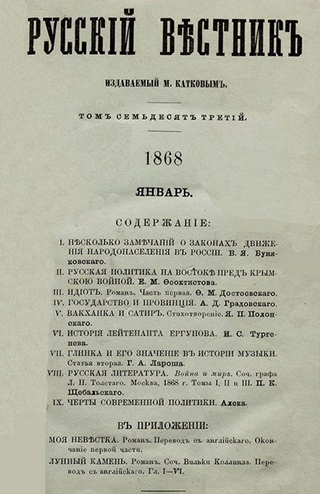 РУССКІЙ ВѢСТНИКЪ
ИЗДАВАЕМЫЙ М. КАТКОВЫМЪ.
ТОМЪ СЕМЬДЕСЯТЪ ТРЕТІЙ.
1868
ЯНВАРЬ.
СОДЕРЖАНІЕ:
I. НѢСКОЛЬКО ЗАМѢЧАНІЙ О ЗАКОНАХЪ ДВИЖЕ-
НІЯ НАРОДОНАСЕЛЕНІЯ ВЪ РОССІИ. В. Я. Буня-
ковскаго.
II. РУССКАЯ ПОЛИТИКА НА ВОСТОКѢ ПРЕДЪ КРЫМ-
СКОЮ ВОЙНОЙ. Е. М. Ѳеоктистова.
III. ИДІОТЪ. Романъ. Часть первая. Ѳ. М. Достоевскаго.
IV. ГОСУДАРСТВО И ПРОВИНЦІЯ. А. Д. Градовскаго.
V. ВАКХАНКА И САТИРЪ. Стихотвореніе. Я. П. Полон-
скаго.
VI. ИСТОРІЯ ЛЕЙТЕНАНТА ЕРГУНОВА. И. С. Турге-
нева.
VII. ГЛИНКА И ЕГО ЗНАЧЕНІЕ ВЪ ИСТОРІИ МУЗЫКИ.
Статья вторая. Г. А. Лароша.
VIII. РУССКАЯ ЛИТЕРАТУРА. Война и миръ. Соч. графа
Л. Н. Толстаго. Москва, 1868 г. Томы I, II и III. П. К.
Щебальскаго.
IX. ЧЕРТЫ СОВРЕМЕННОЙ ПОЛИТИКИ. Алека.
ВЪ ПРИЛОЖЕНІИ:
МОЯ НЕВѢСТКА. Романъ. Переводъ съ англійскаго. Окон-
чаніе первой части.
ЛУННЫЙ КАМЕНЬ. Романъ. Соч. Вильки Коллинза. Пере-
водъ съ англійскаго. Гл. I—VI.